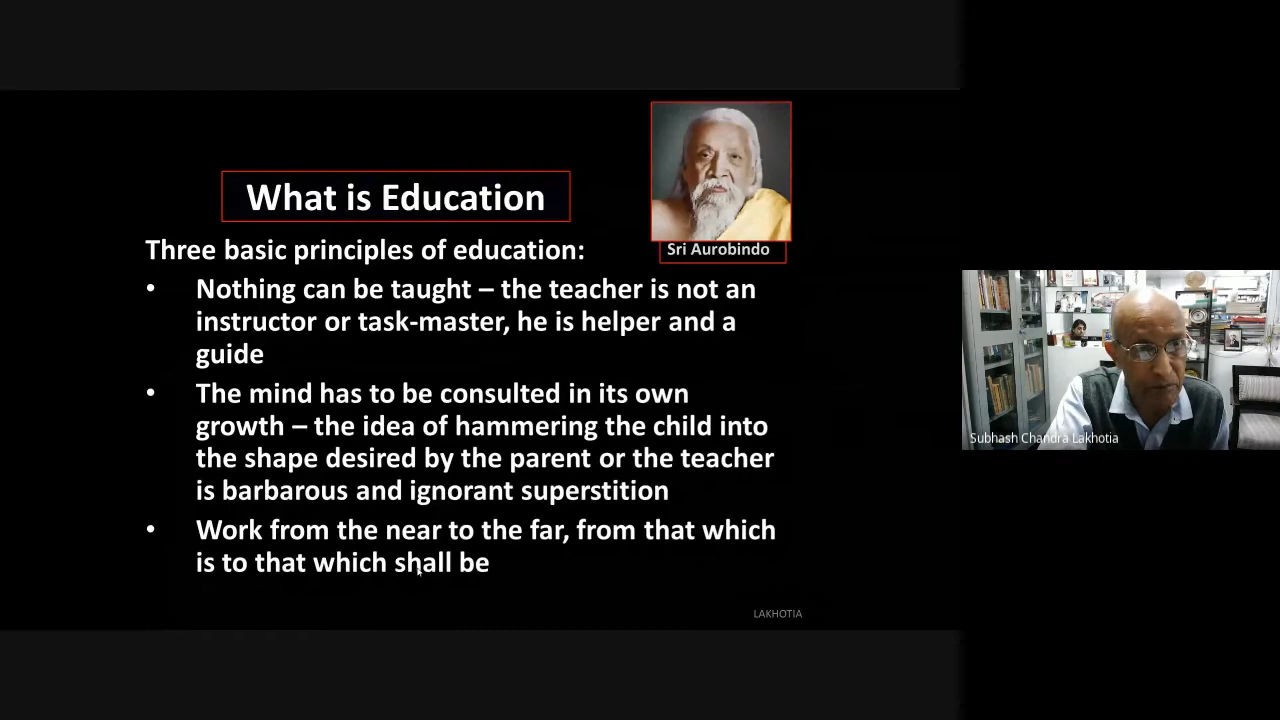 What is Education
Sri Aurobindo
Three basic principles of education:
• Nothing can be taught – the teacher is not an
instructor or task-master, he is helper and a
guide
• The mind has to be consulted in its own
growth – the idea of hammering the child into
the shape desired by the parent or the teacher
is barbarous and ignorant superstition
• Work from the near to the far, from that which
is to that which shall be
LAKHOTIA
Subhash Chandra Lakhotia